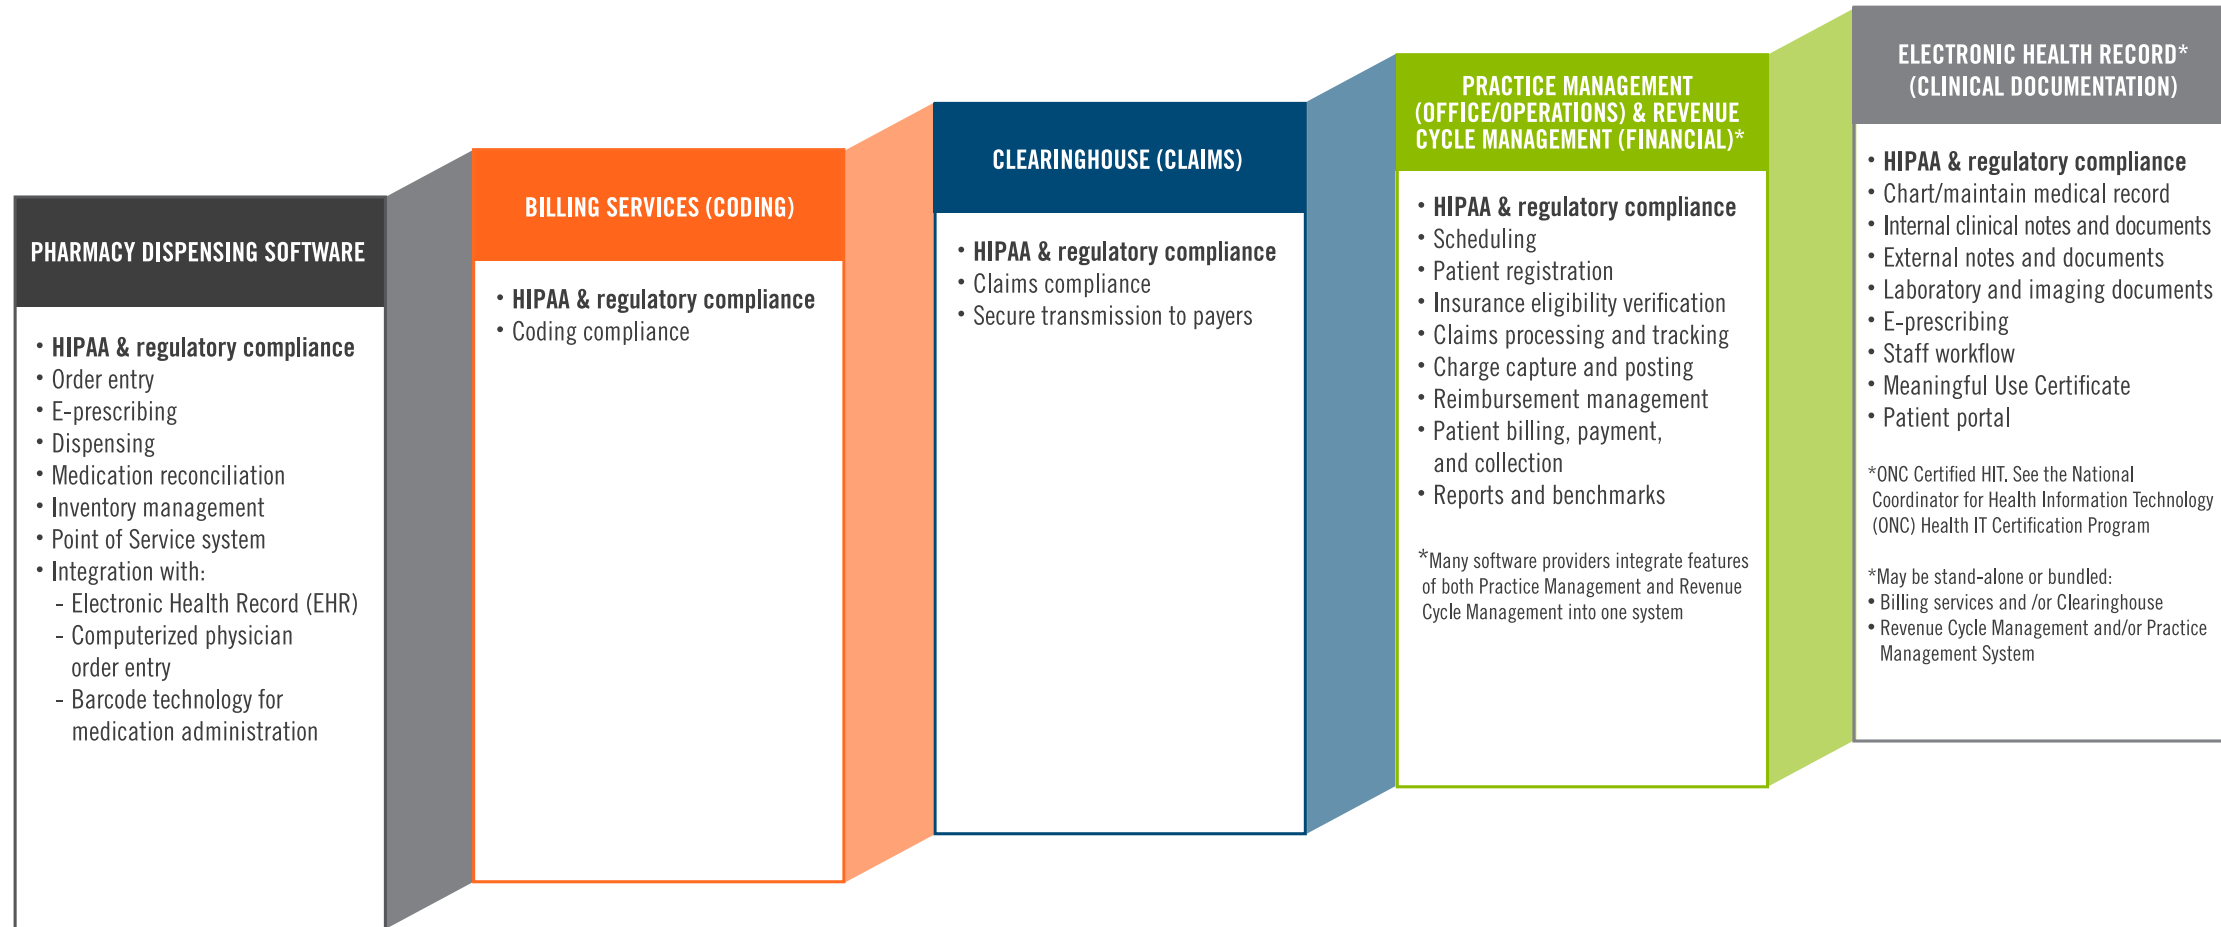 PHARMACY DISPENSING SOFTWARE
• HIPAA & regulatory compliance
• Order entry
• E-prescribing
• Dispensing
• Medication reconciliation
• Inventory management
• Point of Service system
• Integration with:
- Electronic Health Record (EHR)
- Computerized physician
order entry
- Barcode technology for
medication administration
BILLING SERVICES (CODING)
• HIPAA & regulatory compliance
• Coding compliance
CLEARINGHOUSE (CLAIMS)
• HIPAA & regulatory compliance
• Claims compliance
• Secure transmission to payers
PRACTICE MANAGEMENT
(OFFICE/OPERATIONS) & REVENUE
CYCLE MANAGEMENT (FINANCIAL)*
• HIPAA & regulatory compliance
• Scheduling
• Patient registration
• Insurance eligibility verification
• Claims processing and tracking
• Charge capture and posting
• Reimbursement management
• Patient billing, payment,
and collection
• Reports and benchmarks
*Many software providers integrate features
of both Practice Management and Revenue
Cycle Management into one system
ELECTRONIC HEALTH RECORD*
(CLINICAL DOCUMENTATION)
• HIPAA & regulatory compliance
• Chart/maintain medical record
• Internal clinical notes and documents
• External notes and documents
• Laboratory and imaging documents
• E-prescribing
• Staff workflow
• Meaningful Use Certificate
• Patient portal
*ONC Certified HIT. See the National
Coordinator for Health Information Technology
(ONC) Health IT Certification Program
*May be stand-alone or bundled:
• Billing services and /or Clearinghouse
• Revenue Cycle Management and/or Practice
Management System